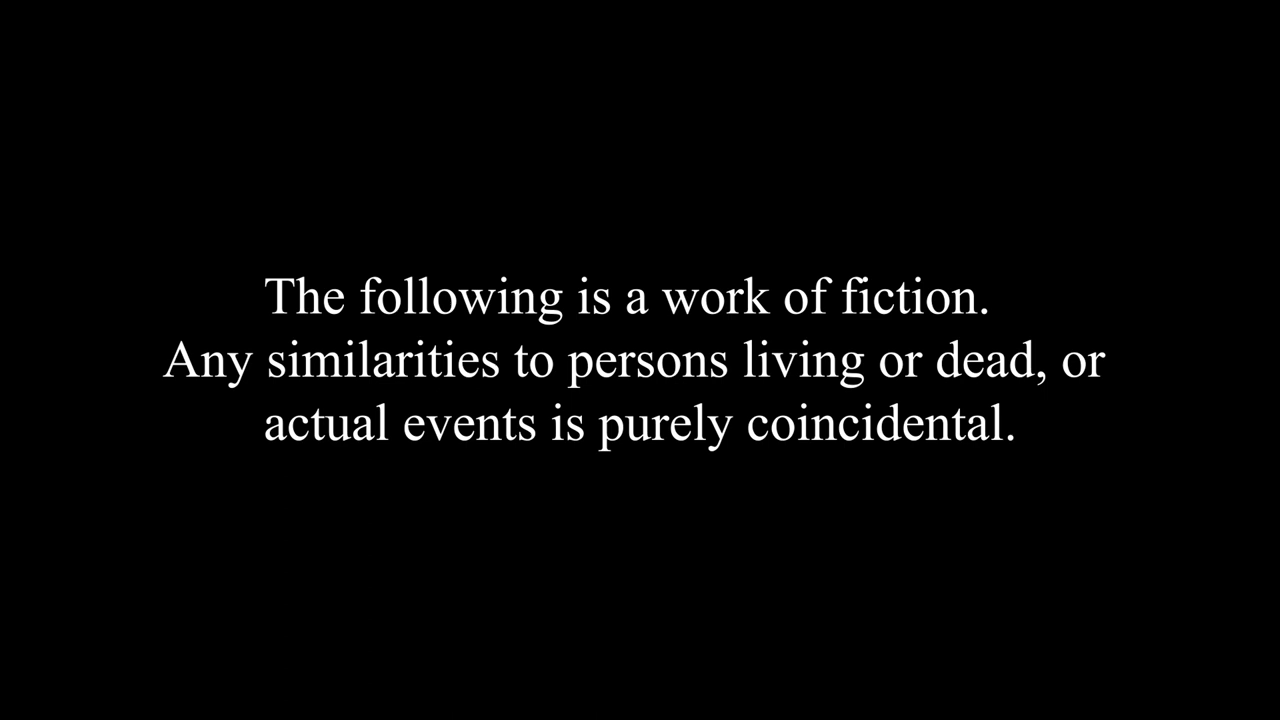 The following is a work of fiction.
Any similarities to persons living or dead, or
actual events is purely coincidental.